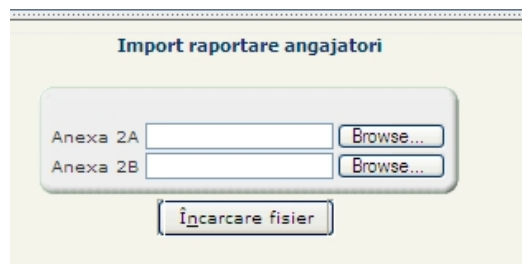 Import raportare angajatori
Anexa 2A Browse...
Anexa 2B Browse...
Încarcare fisier